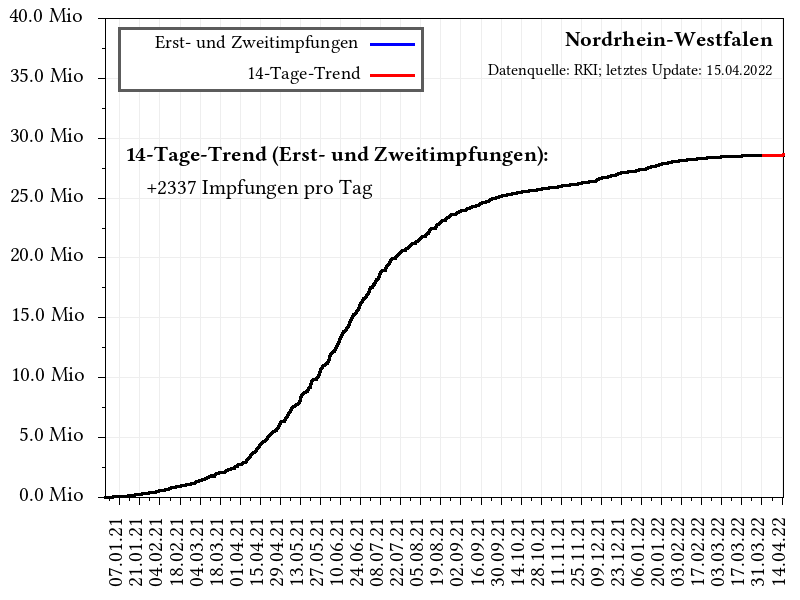 40.0 Mio
35.0 Mio
30.0 Mio
25.0 Mio
20.0 Mio
15.0 Mio
10.0 Mio
5.0 Mio
0.0 Mio
Erst- und Zweitimpfungen
14-Tage-Trend
Nordrhein-Westfalen
Datenquelle: RKI; letztes Update: 15.04.2022
14-Tage-Trend (Erst- und Zweitimpfungen):
+2337 Impfungen pro Tag
07.01.21
21.01.21
04.02.21
18.02.21
04.03.21
18.03.21
01.04.21
15.04.21
29.04.21
13.05.21
27.05.21
10.06.21
24.06.21
08.07.21
22.07.21
05.08.21
19.08.21
02.09.21
16.09.21
30.09.21
14.10.21
28.10.21
11.11.21
25.11.21
09.12.21
23.12.21
06.01.22
20.01.22
03.02.22
17.02.22
03.03.22
17.03.22
31.03.22
14.04.22